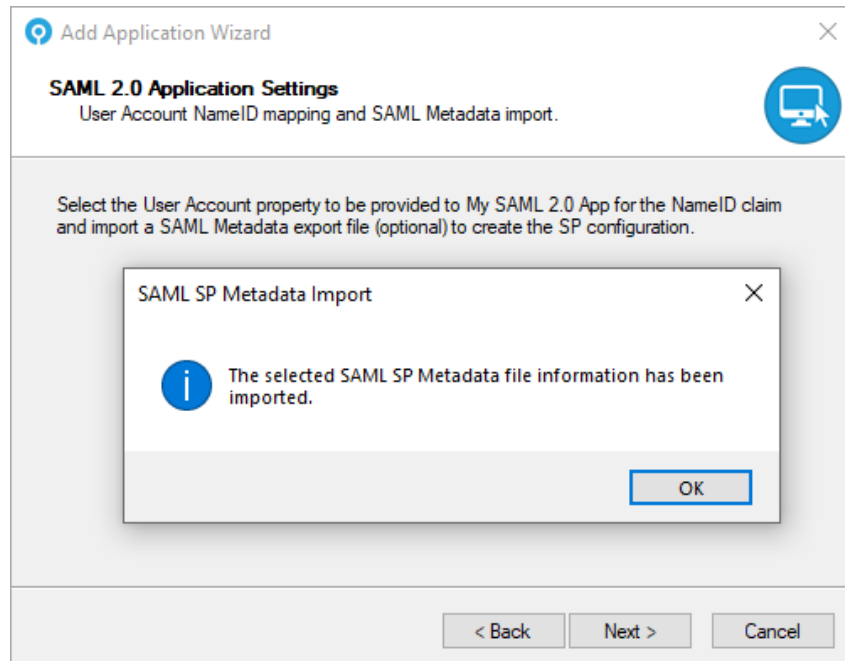 Add Application Wizard
SAML 2.0 Application Settings
User Account NameID mapping and SAML Metadata import.
Select the User Account property to be provided to My SAML 2.0 App for the NameID claim
and import a SAML Metadata export file (optional) to create the SP configuration.
SAML SP Metadata Import
The selected SAML SP Metadata file information has been
imported.
OK
< Back
Next >
Cancel